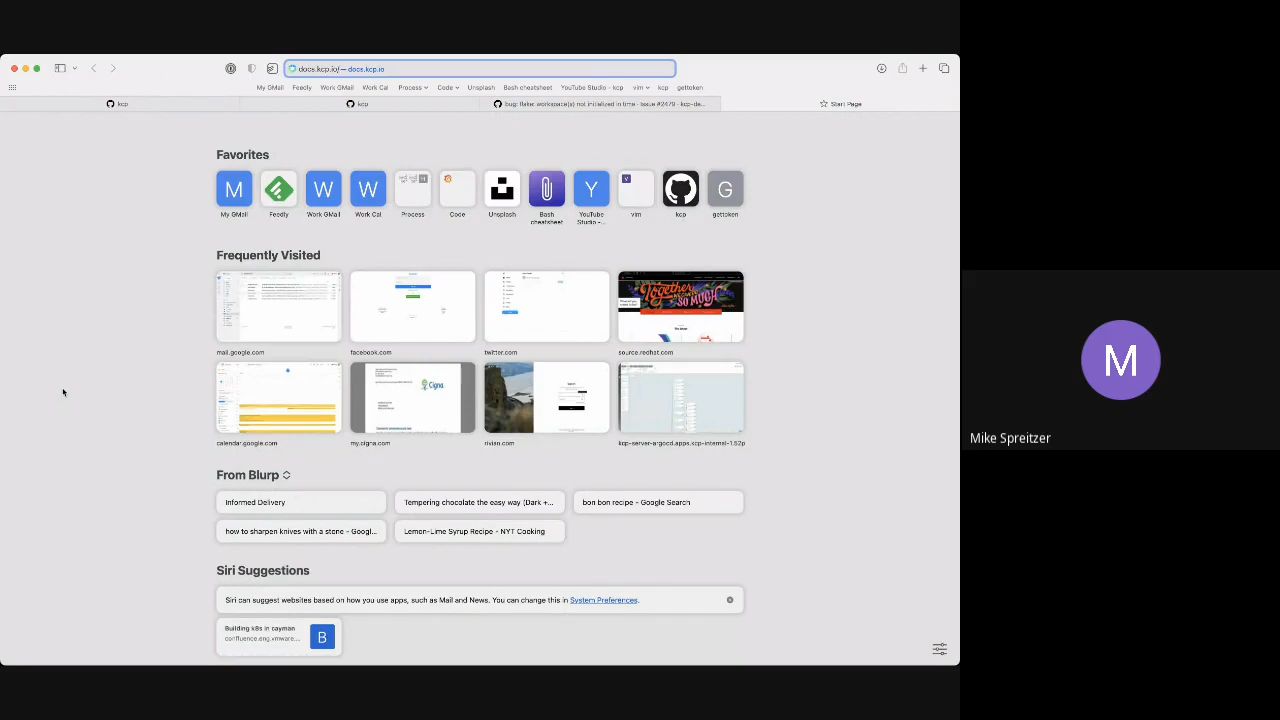 docs.kcp.io/ — docs.kcp.io
My GMail Feedly Work GMail Work Cal Process Code Unsplash Bash cheatsheet YouTube Studio - kcp vim kcp gettoken
kcp kcp bug: flake: workspace(s) not initialized in time · Issue #2479 · kcp-de... Start Page
Favorites
M W W Y G
My GMail Feedly Work GMail Work Cal Process Code Unsplash Bash cheatsheet YouTube Studio -... vim kcp gettoken
Frequently Visited
Together
SO MUCH
mail.google.com facebook.com twitter.com source.redhat.com
Cigna
calendar.google.com my.cigna.com rivian.com kcp-server-argocd.apps.kcp-internal-1.52p
From Blurp
Informed Delivery Tempering chocolate the easy way (Dark +... bon bon recipe - Google Search
how to sharpen knives with a stone - Googl... Lemon-Lime Syrup Recipe - NYT Cooking
Siri Suggestions
Siri can suggest websites based on how you use apps, such as Mail and News. You can change this in System Preferences.
Building k8s in cayman
confluence.eng.vmware....
B
M
Mike Spreitzer